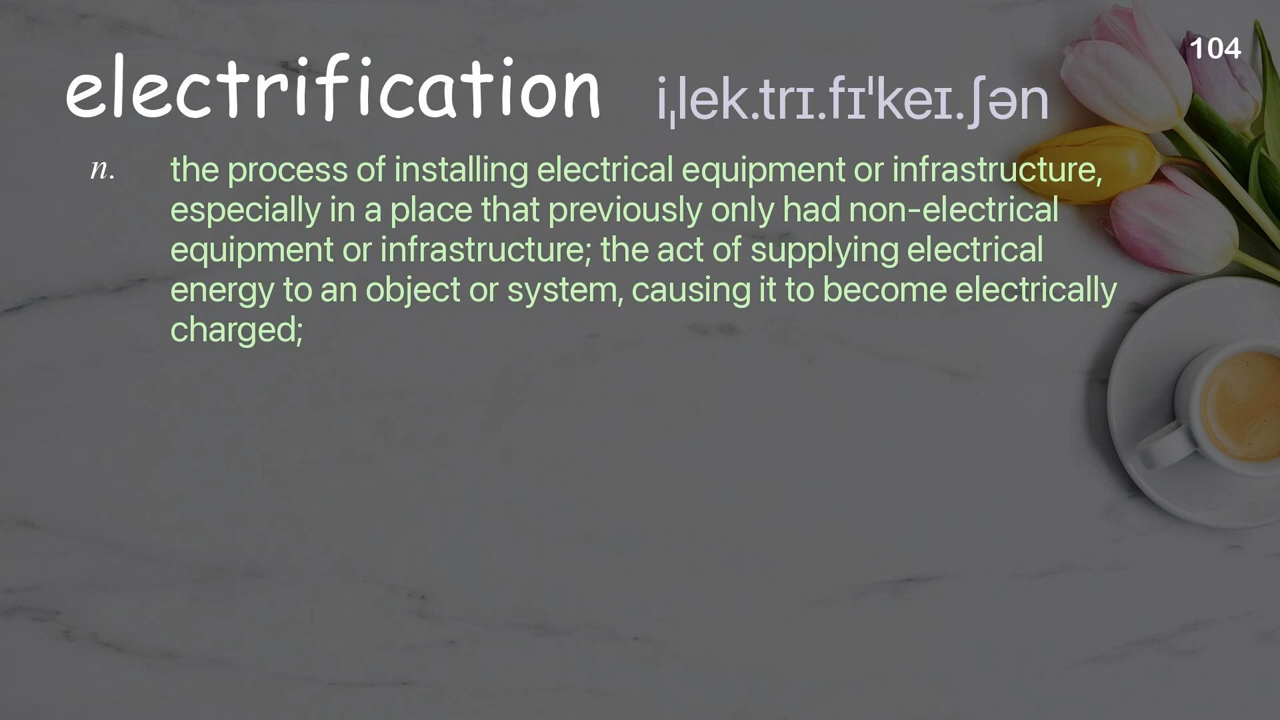 104
electrification iˌlek.trɪ.fɪˈkeɪ.ʃən
n. the process of installing electrical equipment or infrastructure,
especially in a place that previously only had non-electrical
equipment or infrastructure; the act of supplying electrical
energy to an object or system, causing it to become electrically
charged;